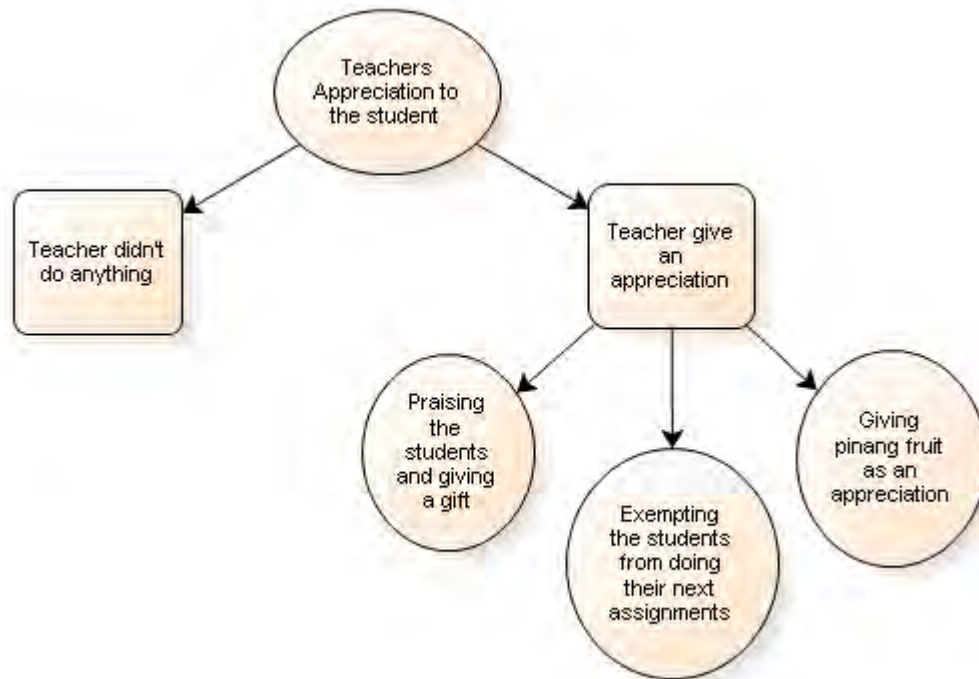 Teachers
Appreciation to
the student
Teacher didn't
do anything
Teacher give
an
appreciation
Praising
the
students
and giving
a gift
Exempting
the students
from doing
their next
assignments
Giving
pinang fruit
as an
appreciation